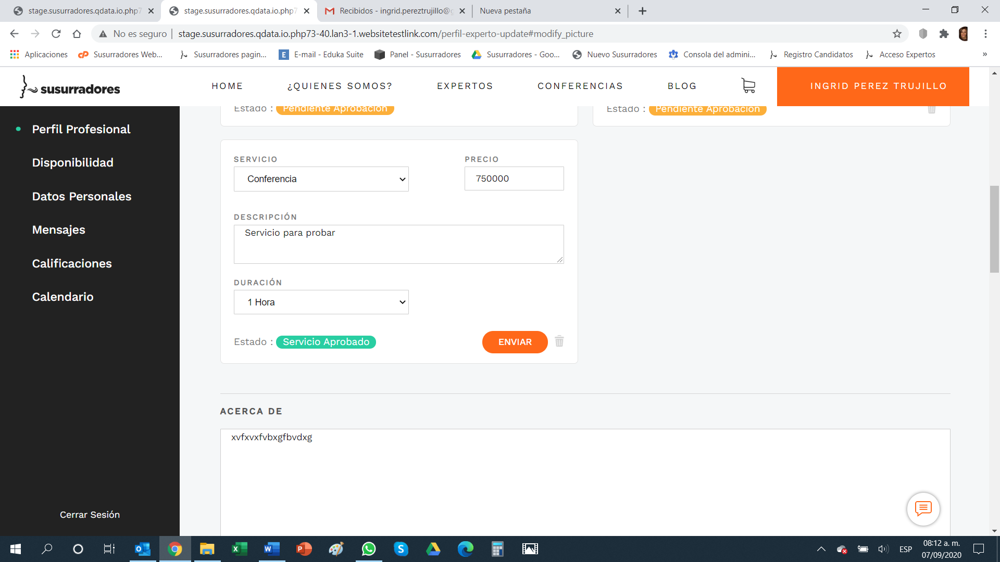 stage.susurradores.qdata.io.php7
stage.susurradores.qdata.io.php7
Recibidos - ingrid.pereztrujillo@g
Nueva pestaña
No es seguro
stage.susurradores.qdata.io.php73-40.lan3-1.websitetestlink.com/perfil-experto-update#modify_picture
Aplicaciones
Susurradores Web...
Susurradores pagin...
E-mail - Eduka Suite
Panel - Susurradores
Susurradores - Goo...
Nuevo Susurradores
Consola del admini...
Registro Candidatos
Acceso Expertos
»
susurradores
HOME
¿QUIENES SOMOS?
EXPERTOS
CONFERENCIAS
BLOG
INGRID PEREZ TRUJILLO
Perfil Profesional
Disponibilidad
Datos Personales
Mensajes
Calificaciones
Calendario
Cerrar Sesión
Estado : Pendiente Aprobación
Estado : Pendiente Aprobación
SERVICIO
PRECIO
Conferencia
750000
DESCRIPCIÓN
Servicio para probar
DURACIÓN
1 Hora
Estado : Servicio Aprobado
ENVIAR
ACERCA DE
xvfxvxfvbxgfbvdxg
ESP
08:12 a. m.
07/09/2020